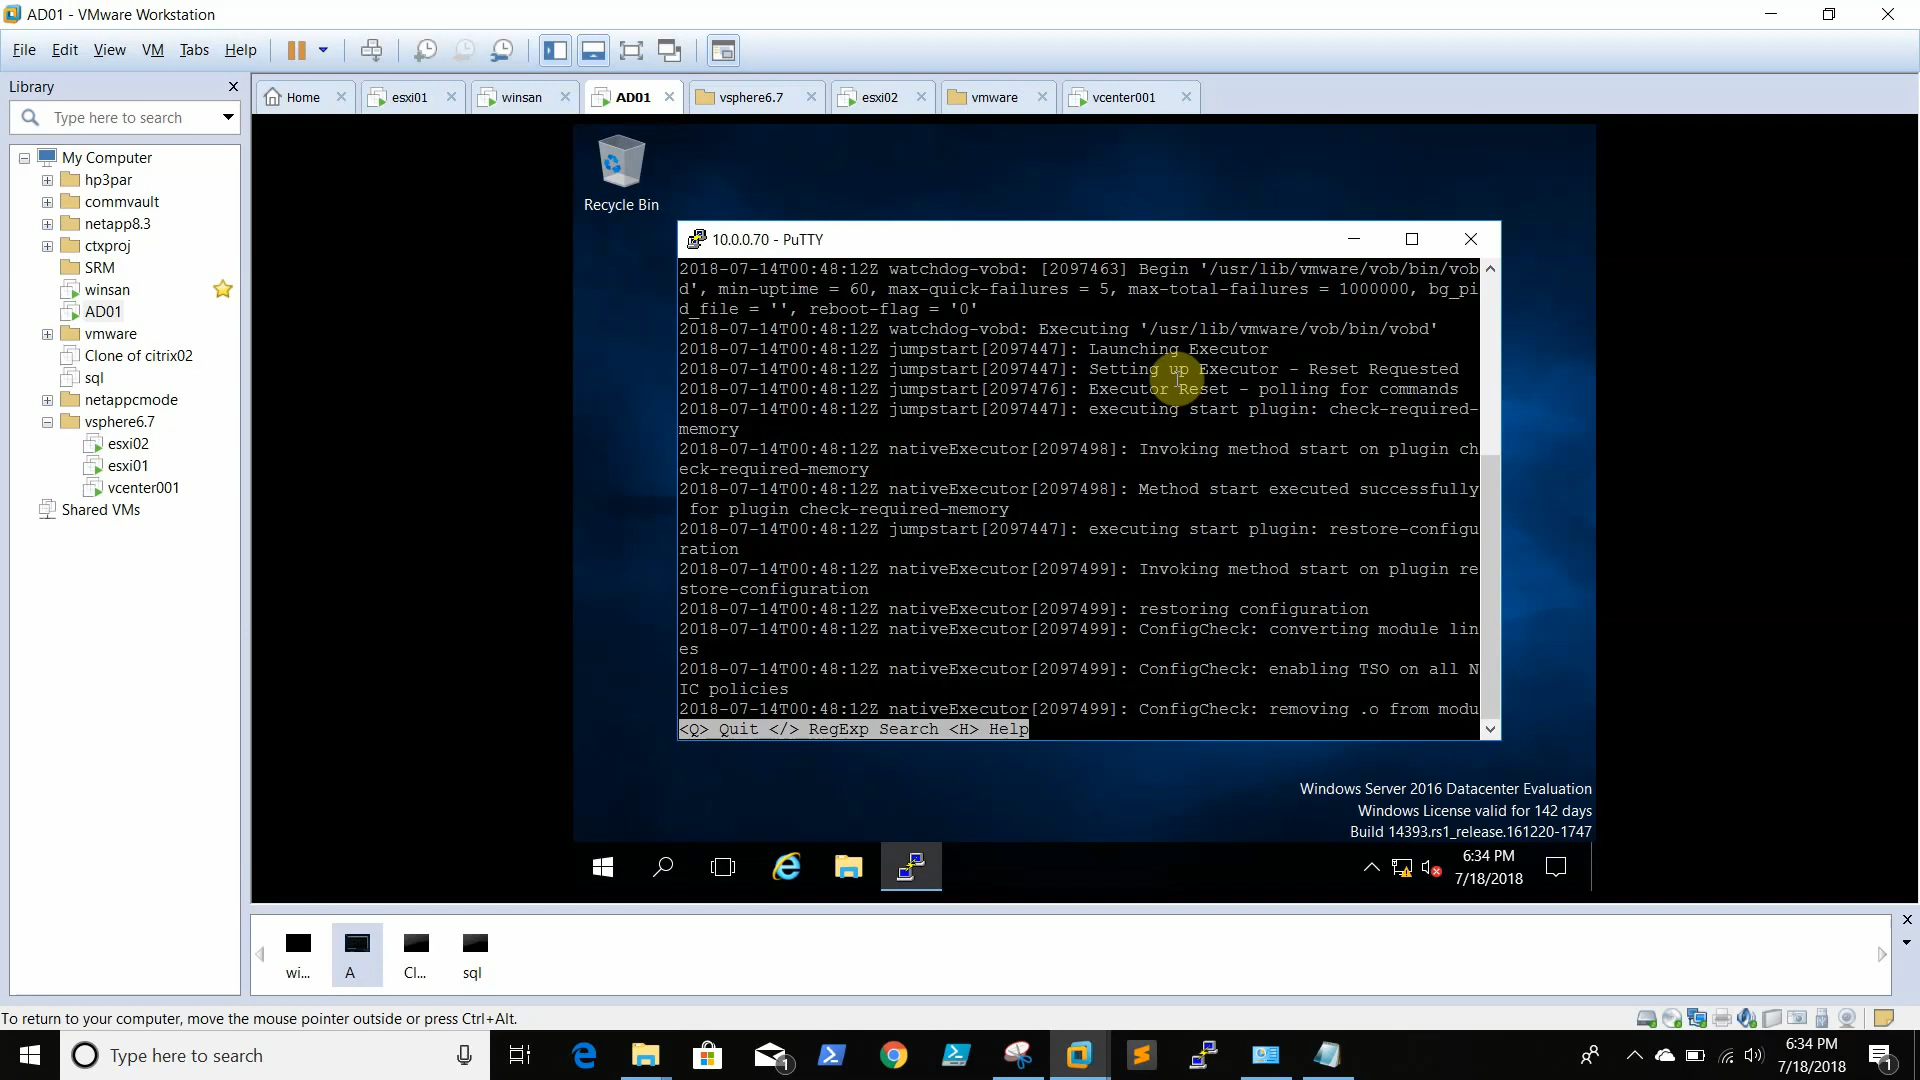 AD01 - VMware Workstation
File Edit View VM Tabs Help
Library
Type here to search
My Computer
hp3par
commvault
netapp8.3
ctxproj
SRM
winsan
AD01
vmware
Clone of citrix02
sql
netappcmode
vsphere6.7
esxi02
esxi01
vcenter001
Shared VMs
Home esxi01 winsan AD01 vsphere6.7 esxi02 vmware vcenter001
Recycle Bin
10.0.0.70 - PuTTY
2018-07-14T00:48:12Z watchdog-vobd: [2097463] Begin '/usr/lib/vmware/vob/bin/vob
d', min-uptime = 60, max-quick-failures = 5, max-total-failures = 1000000, bg_pi
d_file = '', reboot-flag = '0'
2018-07-14T00:48:12Z watchdog-vobd: Executing '/usr/lib/vmware/vob/bin/vobd'
2018-07-14T00:48:12Z jumpstart[2097447]: Launching Executor
2018-07-14T00:48:12Z jumpstart[2097447]: Setting up Executor - Reset Requested
2018-07-14T00:48:12Z jumpstart[2097476]: Executor Reset - polling for commands
2018-07-14T00:48:12Z jumpstart[2097447]: executing start plugin: check-required-
memory
2018-07-14T00:48:12Z nativeExecutor[2097498]: Invoking method start on plugin ch
eck-required-memory
2018-07-14T00:48:12Z nativeExecutor[2097498]: Method start executed successfully
for plugin check-required-memory
2018-07-14T00:48:12Z jumpstart[2097447]: executing start plugin: restore-configu
ration
2018-07-14T00:48:12Z nativeExecutor[2097499]: Invoking method start on plugin re
store-configuration
2018-07-14T00:48:12Z nativeExecutor[2097499]: restoring configuration
2018-07-14T00:48:12Z nativeExecutor[2097499]: ConfigCheck: converting module lin
es
2018-07-14T00:48:12Z nativeExecutor[2097499]: ConfigCheck: enabling TSO on all N
IC policies
2018-07-14T00:48:12Z nativeExecutor[2097499]: ConfigCheck: removing .o from modu
<Q> Quit </> RegExp Search <H> Help
Windows Server 2016 Datacenter Evaluation
Windows License valid for 142 days
Build 14393.rs1_release.161220-1747
6:34 PM
7/18/2018
wi... A Cl... sql
To return to your computer, move the mouse pointer outside or press Ctrl+Alt.
Type here to search
1
6:34 PM
7/18/2018
1